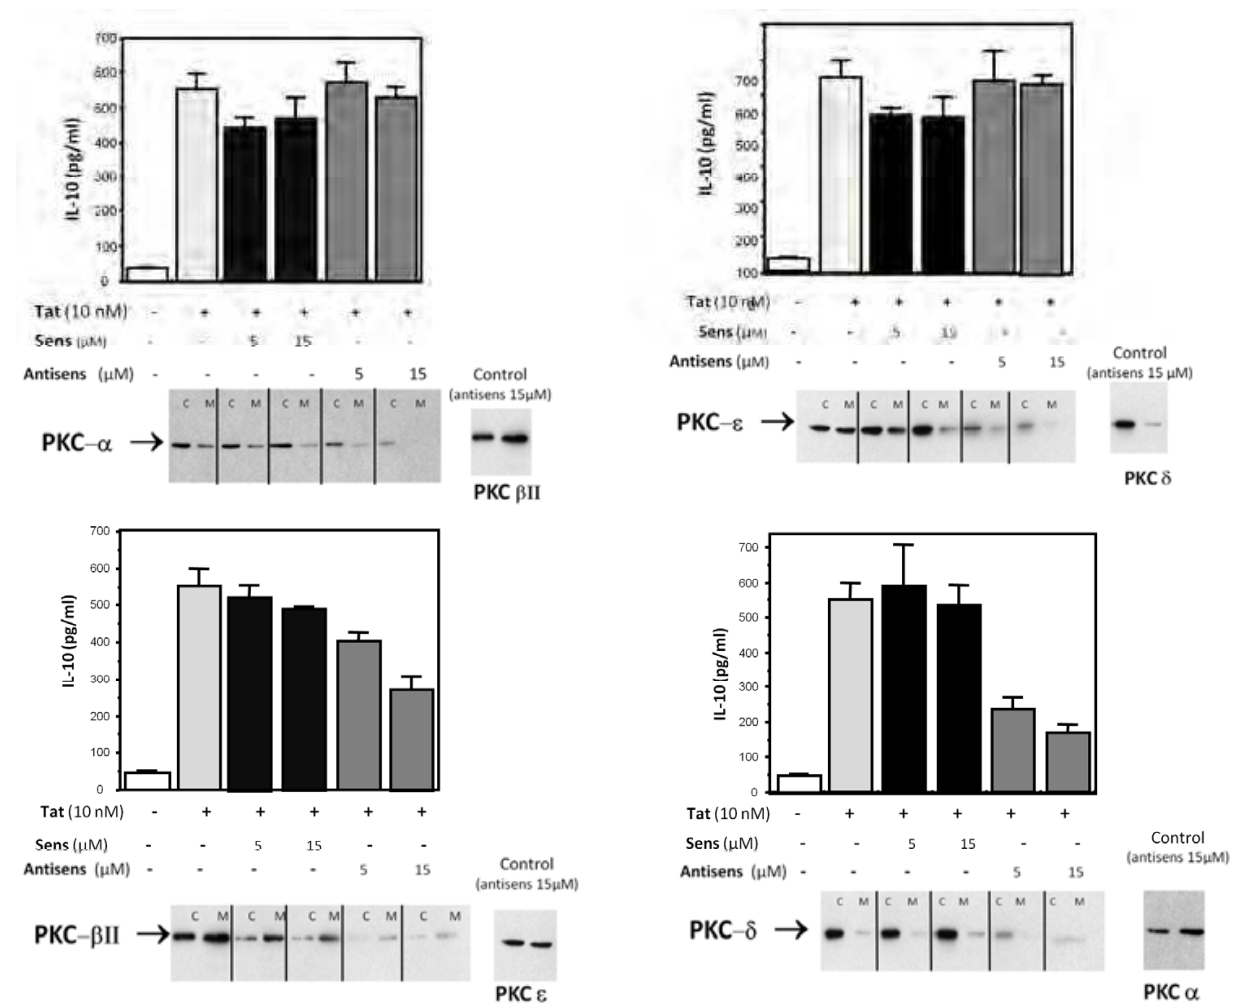 700
600
500
400
300
200
100
0
IL-10 (pg/ml)
Tat (10 nM) - + + + + +
Sens (µM) - - 5 15 - -
Antisens (µM) - - - - 5 15
C M C M C M C M C M
PKC–α
Control
(antisens 15µM)
PKC βII
700
600
500
400
300
200
100
IL-10 (pg/ml)
Tat (10 nM) - + + + + +
Sens (µM) - - 5 15
Antisens (µM) - - - - 5 15
C M C M C M C M C M
PKC–ε
Control
(antisens 15 µM)
PKC δ
700
600
500
400
300
200
100
0
IL-10 (pg/ml)
Tat (10 nM) - + + + + +
Sens (µM) - - 5 15 - -
Antisens (µM) - - - - 5 15
C M C M C M C M C M
PKC–βII
Control
(antisens 15µM)
PKC ε
700
600
500
400
300
200
100
0
IL-10 (pg/ml)
Tat (10 nM) - + + + + +
Sens (µM) - - 5 15 - -
Antisens (µM) - - - - 5 15
C M C M C M C M C M
PKC–δ
Control
(antisens 15µM)
PKC α